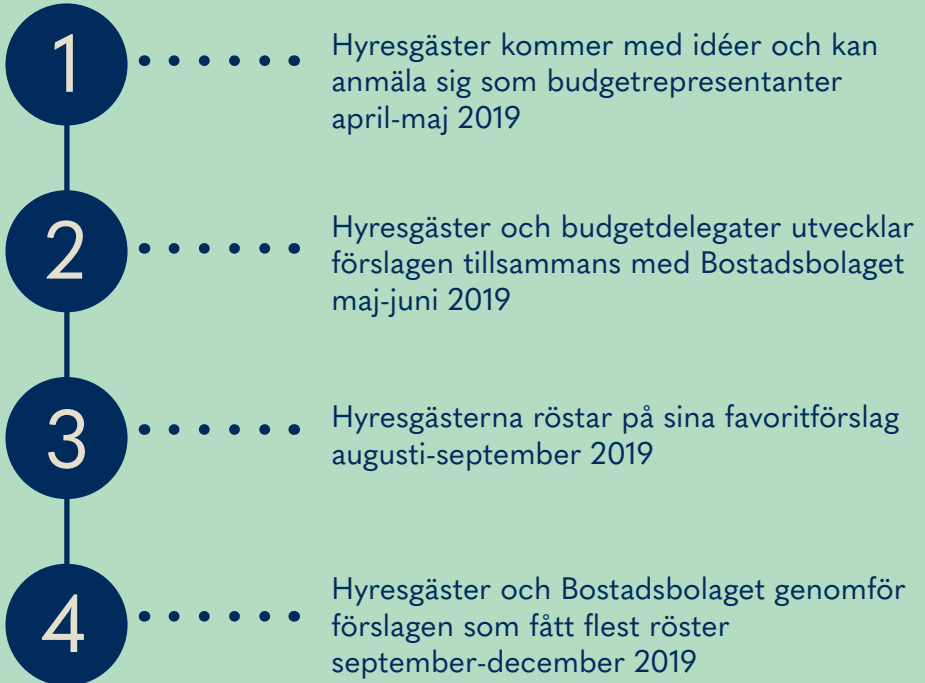 1
Hyresgäster kommer med idéer och kan
anmäla sig som budgetrepresentanter
april-maj 2019
2
Hyresgäster och budgetdelegater utvecklar
förslagen tillsammans med Bostadsbolaget
maj-juni 2019
3
Hyresgästerna röstar på sina favoritförslag
augusti-september 2019
4
Hyresgäster och Bostadsbolaget genomför
förslagen som fått flest röster
september-december 2019